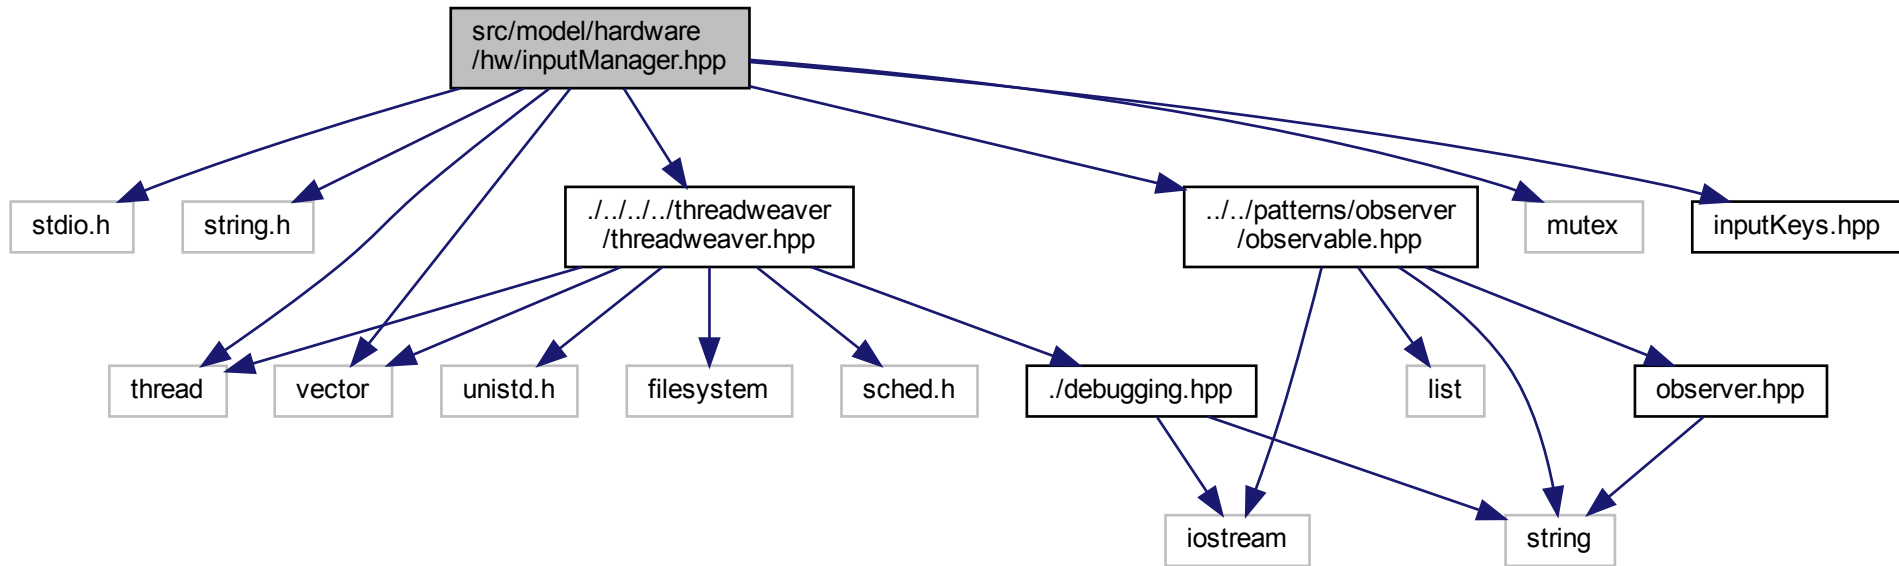 src/model/hardware
/hw/inputManager.hpp
stdio.h
string.h
./../../../../threadweaver
/threadweaver.hpp
../../patterns/observer
/observable.hpp
mutex
inputKeys.hpp
thread
vector
unistd.h
filesystem
sched.h
./debugging.hpp
list
observer.hpp
iostream
string